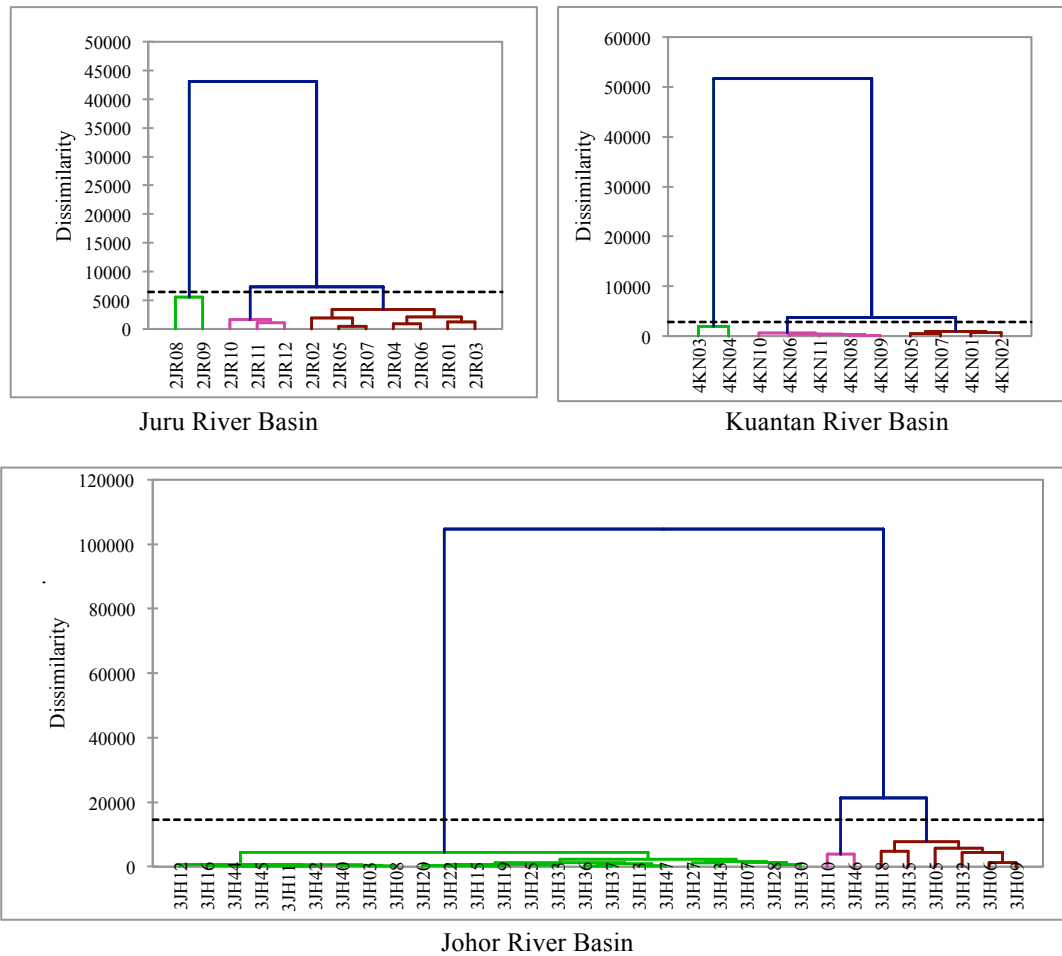 50000
45000
40000
35000
30000
25000
20000
15000
10000
5000
0
Dissimilarity
2JR08
2JR09
2JR10
2JR11
2JR12
2JR02
2JR05
2JR07
2JR04
2JR06
2JR01
2JR03
Juru River Basin
60000
50000
40000
30000
20000
10000
0
Dissimilarity
4KN03
4KN04
4KN10
4KN06
4KN11
4KN08
4KN09
4KN05
4KN07
4KN01
4KN02
Kuantan River Basin
120000
100000
80000
60000
40000
20000
0
Dissimilarity
3JH12
3JH16
3JH44
3JH45
3JH11
3JH42
3JH40
3JH03
3JH08
3JH20
3JH22
3JH15
3JH19
3JH25
3JH33
3JH36
3JH37
3JH13
3JH47
3JH27
3JH43
3JH07
3JH28
3JH30
3JH10
3JH46
3JH18
3JH35
3JH05
3JH32
3JH06
3JH09
Johor River Basin